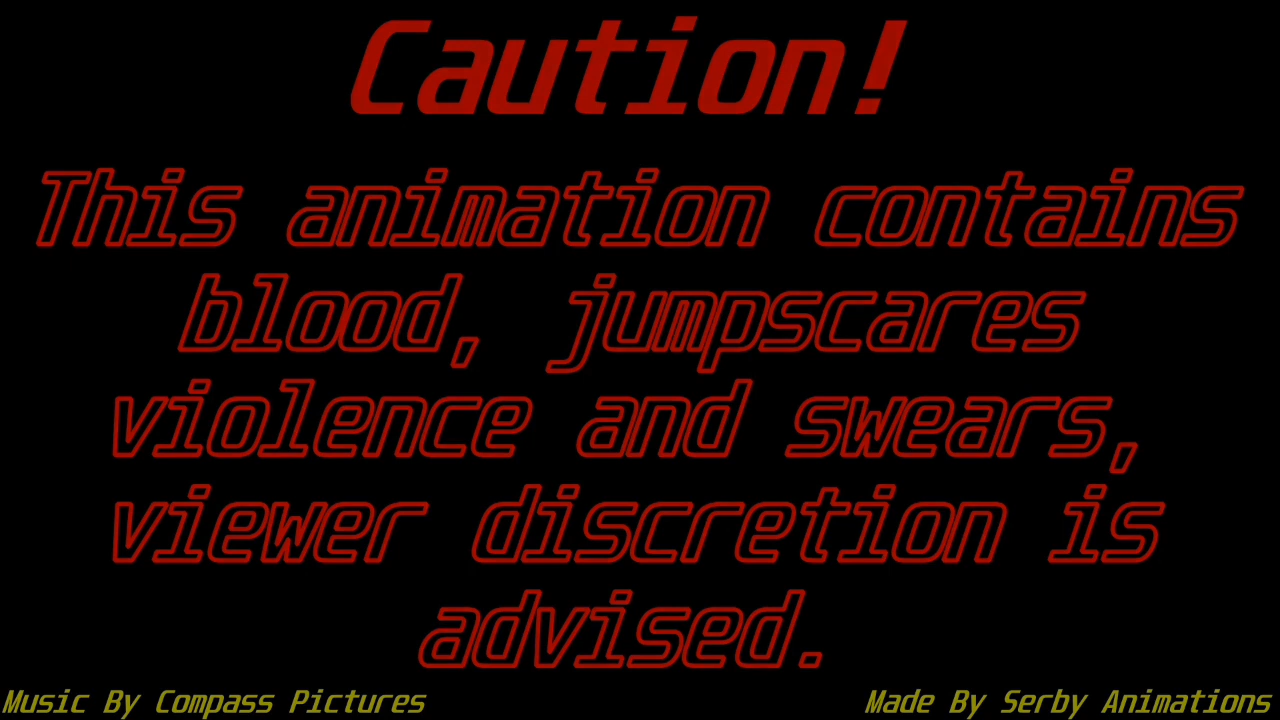 Caution!
This animation contains
blood, jumpscares
violence and swears,
viewer discretion is
advised.
Music By Compass Pictures
Made By Serby Animations